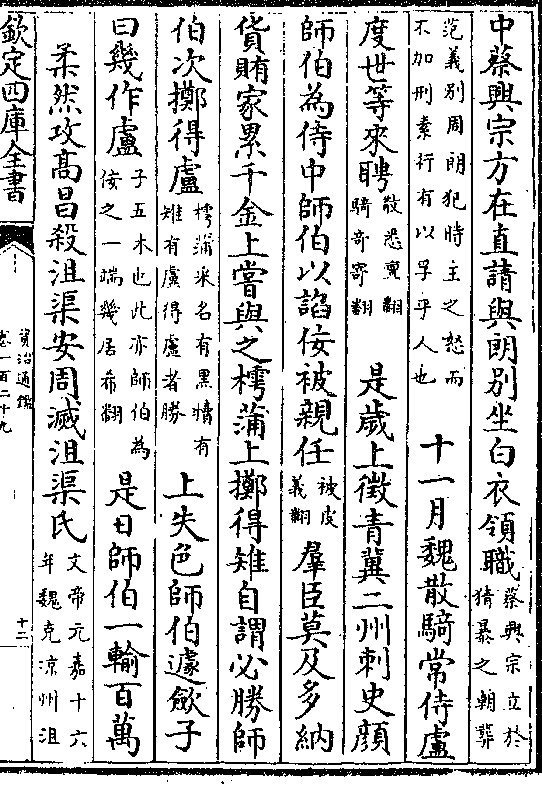 中蔡興宗方在直請與朗別坐白衣領職蔡興宗立於猜暴之朝彝
范義別周朗犯時主之怒而不加刑素行有以孚乎人也十一月魏散騎常侍盧
度世等來聘散悉亶翻騎奇寄翻是歲上徵青冀二州刺史顔
師伯為侍中師伯以諂佞被親任被皮義翻羣臣莫及多納
貨賄家累千金上嘗與之樗蒲上擲得雉自謂必勝師
伯次擲得盧樗蒲采名有黑犢有雉有盧得盧者勝上失色師伯遽歛子
曰幾作盧子五木也此亦師伯為佞之一端幾居希翻是日師伯一輸百萬
柔然攻高昌殺沮渠安周滅沮渠氏文帝元嘉十六年魏克涼州沮
欽定四庫全書
資治通鑑
卷一百二十九
十二